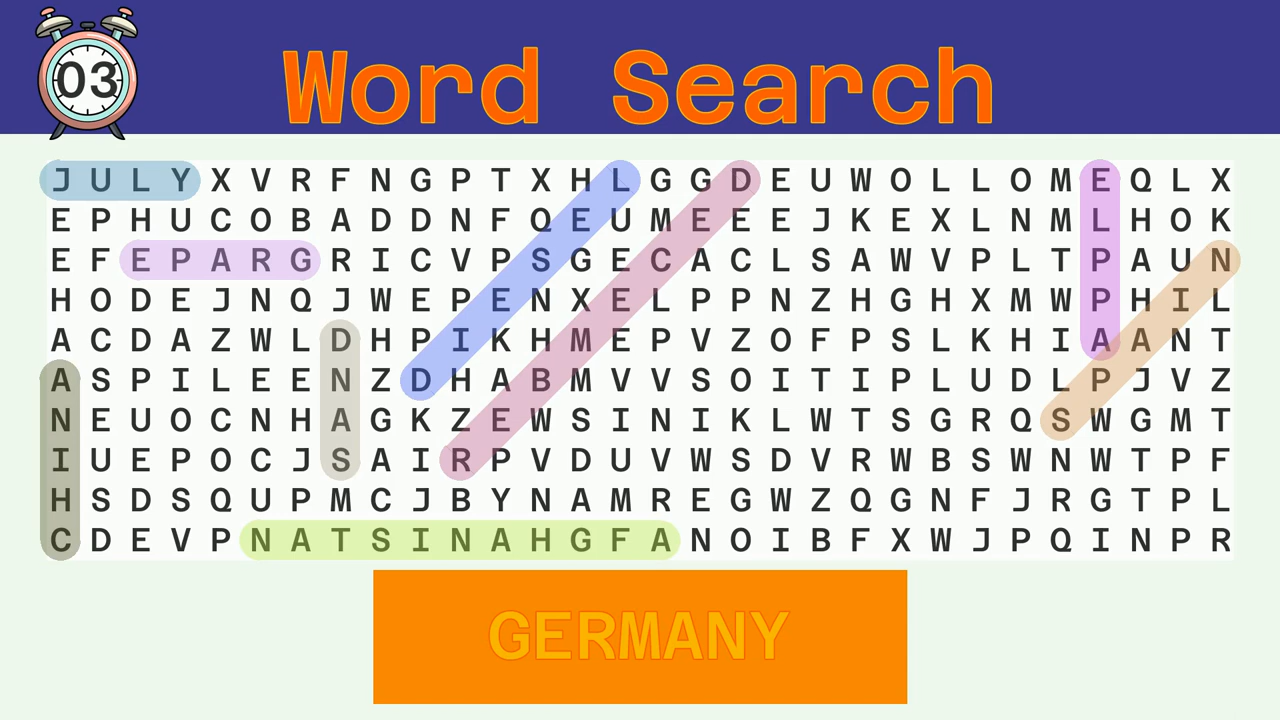 03
Word Search
J U L Y X V R F N G P T X H L G G D E U W O L L O M E Q L X
E P H U C O B A D D N F Q E U M E E E J K E X L N M L H O K
E F E P A R G R I C V P S G E C A C L S A W V P L T P A U N
H O D E J N Q J W E P E N X E L P P N Z H G H X M W P H I L
A C D A Z W L D H P I K H M E P V Z O F P S L K H I A A N T
A S P I L E E N Z D H A B M V V S O I T I P L U D L P J V Z
N E U O C N H A G K Z E W S I N I K L W T S G R Q S W G M T
I U E P O C J S A I R P V D U V W S D V R W B S W N W T P F
H S D S Q U P M C J B Y N A M R E G W Z Q G N F J R G T P L
C D E V P N A T S I N A H G F A N O I B F X W J P Q I N P R
GERMANY